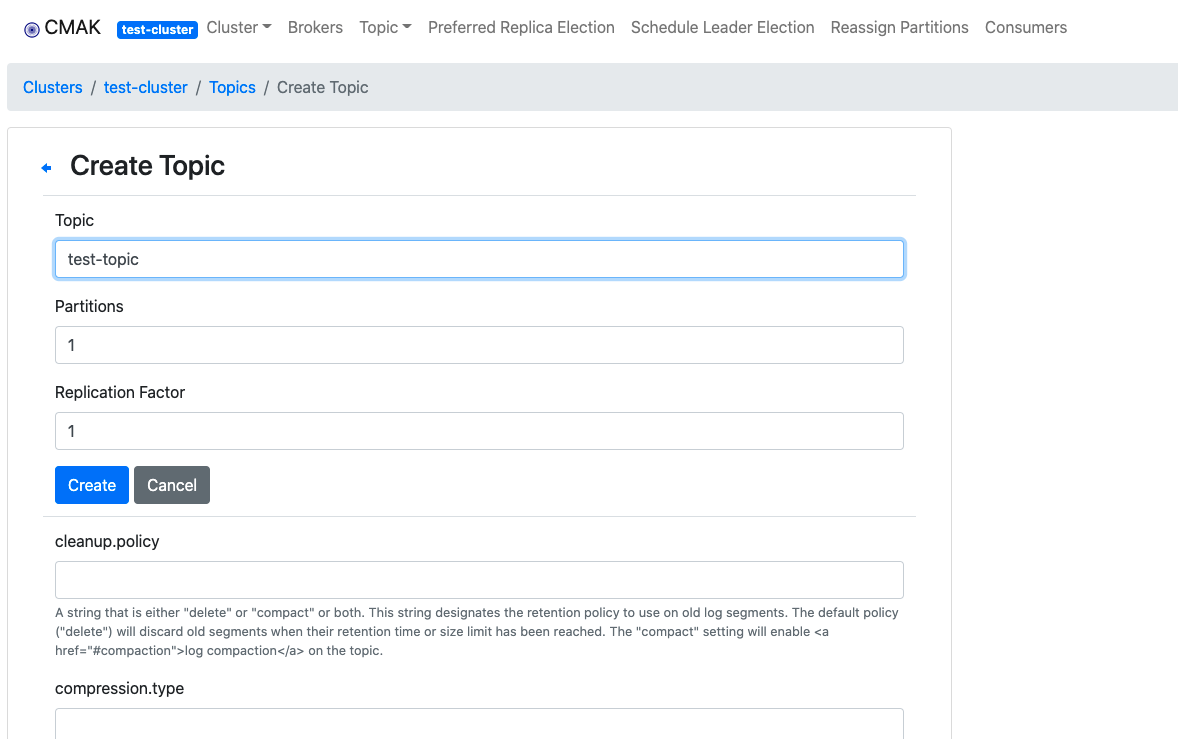 CMAK test-cluster Cluster Brokers Topic Preferred Replica Election Schedule Leader Election Reassign Partitions Consumers
Clusters / test-cluster / Topics / Create Topic
Create Topic
Topic
test-topic
Partitions
1
Replication Factor
1
Create Cancel
cleanup.policy
A string that is either "delete" or "compact" or both. This string designates the retention policy to use on old log segments. The default policy
("delete") will discard old segments when their retention time or size limit has been reached. The "compact" setting will enable <a
href="#compaction">log compaction</a> on the topic.
compression.type